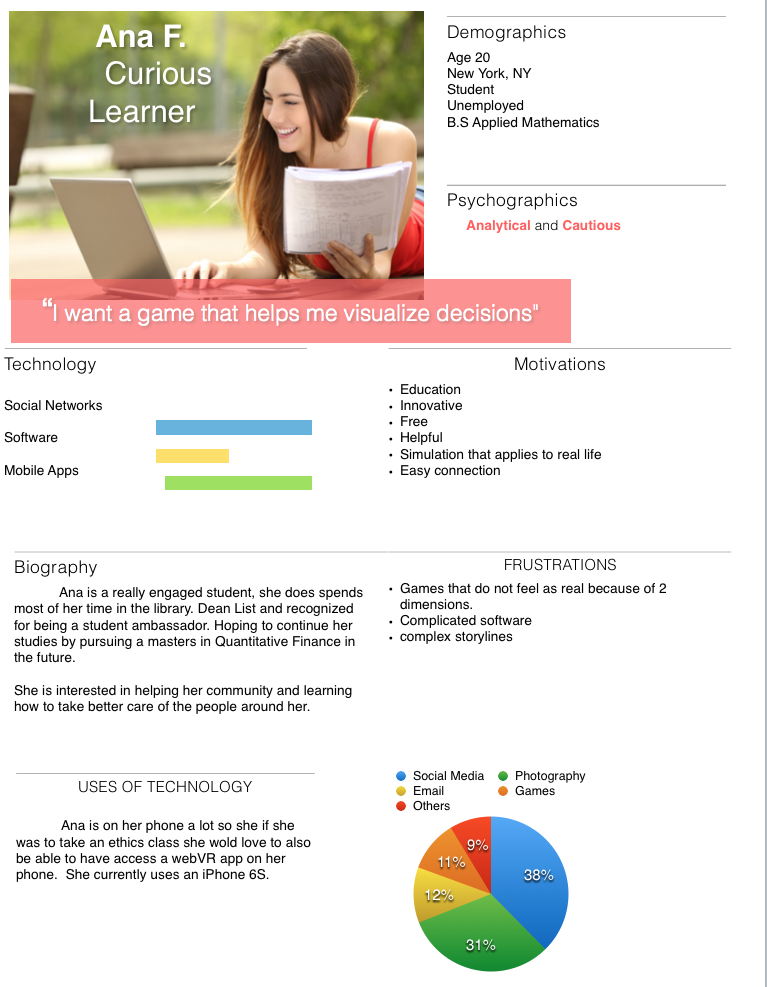 Ana F.
Curious
Learner
Demographics
Age 20
New York, NY
Student
Unemployed
B.S Applied Mathematics
Psychographics
Analytical and Cautious
“I want a game that helps me visualize decisions"
Technology
Social Networks
Software
Mobile Apps
Motivations
• Education
• Innovative
• Free
• Helpful
• Simulation that applies to real life
• Easy connection
Biography
Ana is a really engaged student, she does spends
most of her time in the library. Dean List and recognized
for being a student ambassador. Hoping to continue her
studies by pursuing a masters in Quantitative Finance in
the future.
She is interested in helping her community and learning
how to take better care of the people around her.
FRUSTRATIONS
• Games that do not feel as real because of 2
dimensions.
• Complicated software
• complex storylines
USES OF TECHNOLOGY
Ana is on her phone a lot so she if she
was to take an ethics class she wold love to also
be able to have access a webVR app on her
phone.  She currently uses an iPhone 6S.
Social Media
Photography
Email
Games
Others
9%
11%
38%
12%
31%